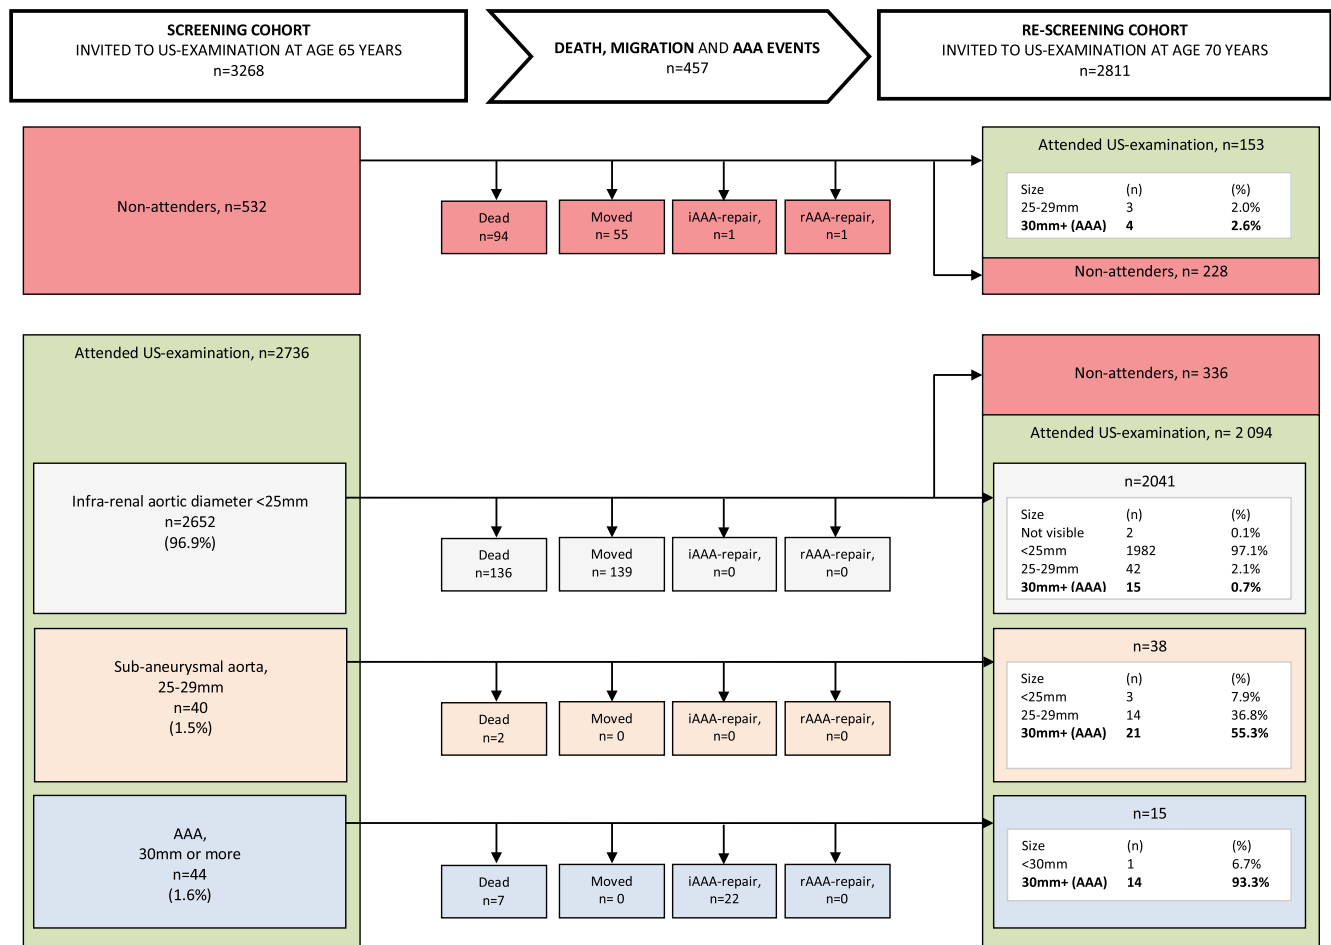 SCREENING COHORT
INVITED TO US-EXAMINATION AT AGE 65 YEARS
n=3268
DEATH, MIGRATION AND AAA EVENTS
n=457
RE-SCREENING COHORT
INVITED TO US-EXAMINATION AT AGE 70 YEARS
n=2811
Non-attenders, n=532
Dead
n=94
Moved
n= 55
iAAA-repair,
n=1
rAAA-repair,
n=1
Attended US-examination, n=153
Size (n) (%)
25-29mm 3 2.0%
30mm+ (AAA) 4 2.6%
Non-attenders, n= 228
Attended US-examination, n=2736
Non-attenders, n= 336
Attended US-examination, n= 2 094
Infra-renal aortic diameter <25mm
n=2652
(96.9%)
Dead
n=136
Moved
n= 139
iAAA-repair,
n=0
rAAA-repair,
n=0
n=2041
Size (n) (%)
Not visible 2 0.1%
<25mm 1982 97.1%
25-29mm 42 2.1%
30mm+ (AAA) 15 0.7%
Sub-aneurysmal aorta,
25-29mm
n=40
(1.5%)
Dead
n=2
Moved
n= 0
iAAA-repair,
n=0
rAAA-repair,
n=0
n=38
Size (n) (%)
<25mm 3 7.9%
25-29mm 14 36.8%
30mm+ (AAA) 21 55.3%
AAA,
30mm or more
n=44
(1.6%)
Dead
n=7
Moved
n= 0
iAAA-repair,
n=22
rAAA-repair,
n=0
n=15
Size (n) (%)
<30mm 1 6.7%
30mm+ (AAA) 14 93.3%